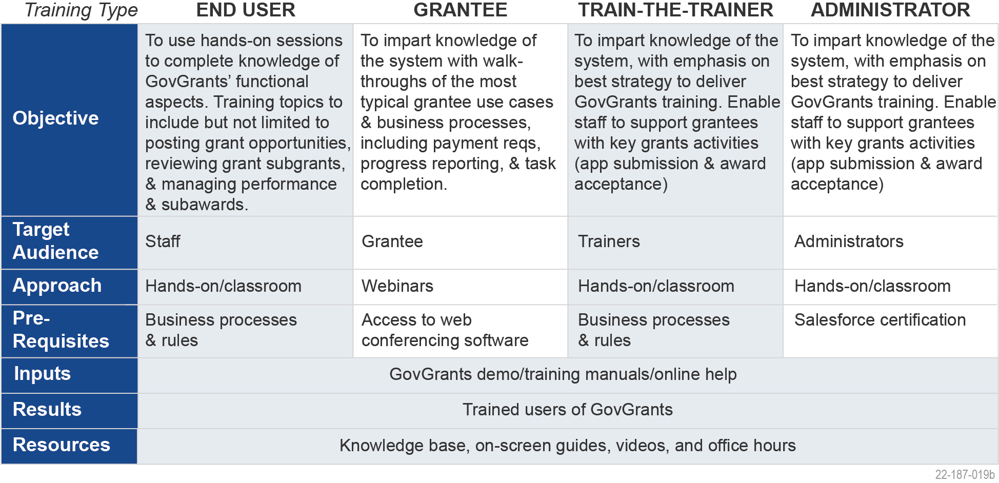 Training Type END USER GRANTEE TRAIN-THE-TRAINER ADMINISTRATOR
Objective
To use hands-on sessions
to complete knowledge of
GovGrants’ functional
aspects. Training topics to
include but not limited to
posting grant opportunities,
reviewing grant subgrants,
& managing performance
& subawards.
To impart knowledge of
the system with walk-
throughs of the most
typical grantee use cases
& business processes,
including payment reqs,
progress reporting, & task
completion.
To impart knowledge of the
system, with emphasis on
best strategy to deliver
GovGrants training. Enable
staff to support grantees
with key grants activities
(app submission & award
acceptance)
To impart knowledge of the
system, with emphasis on
best strategy to deliver
GovGrants training. Enable
staff to support grantees
with key grants activities
(app submission & award
acceptance)
Target
Audience
Staff
Grantee
Trainers
Administrators
Approach
Hands-on/classroom
Webinars
Hands-on/classroom
Hands-on/classroom
Pre-
Requisites
Business processes
& rules
Access to web
conferencing software
Business processes
& rules
Salesforce certification
Inputs
GovGrants demo/training manuals/online help
Results
Trained users of GovGrants
Resources
Knowledge base, on-screen guides, videos, and office hours
22-187-019b